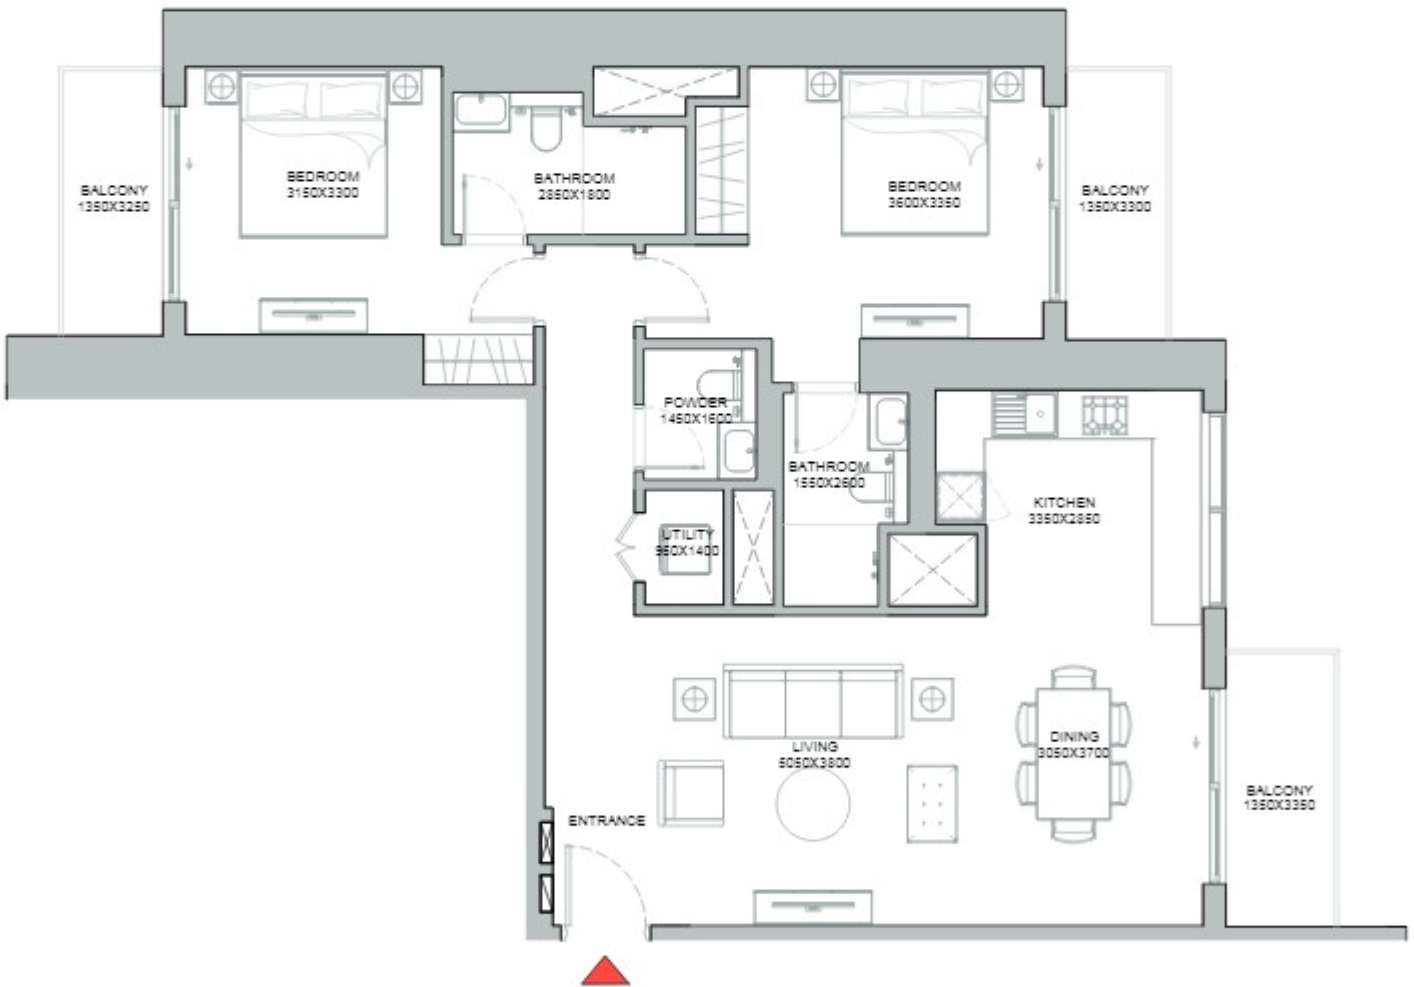 BEDROOM
3150X3300
BATHROOM
2850X1800
BEDROOM
3600X3350
BALCONY
1350X3250
BALCONY
1350X3300
POWDER
1450X1600
BATHROOM
1550X2600
KITCHEN
3350X2850
UTILITY
950X1400
LIVING
5050X3800
DINING
3050X3700
BALCONY
1350X3350
ENTRANCE